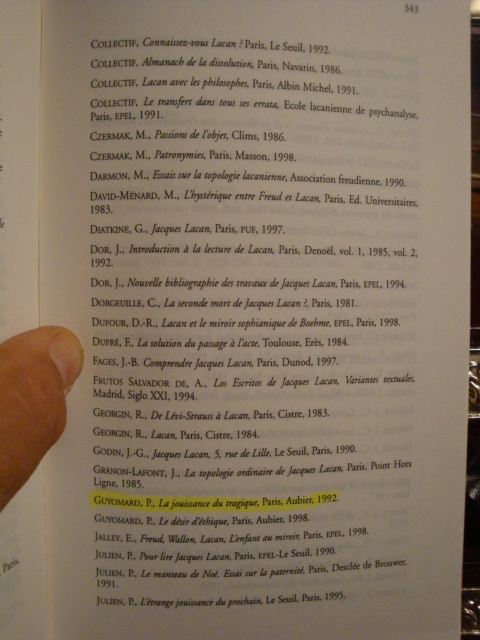 343
COLLECTIF, Connaissez-vous Lacan ? Paris, Le Seuil, 1992.
COLLECTIF, Almanach de la dissolution, Paris, Navarin, 1986.
COLLECTIF, Lacan avec les philosophes, Paris, Albin Michel, 1991.
COLLECTIF, Le transfert dans tous ses errata, Ecole lacanienne de psychanalyse,
Paris, EPEL, 1991.
CZERMAK, M., Passions de l'objet, Clims, 1986.
CZERMAK, M., Patronymies, Paris, Masson, 1998.
DARMON, M., Essais sur la topologie lacanienne, Association freudienne, 1990.
DAVID-MÉNARD, M., L'hystérique entre Freud et Lacan, Paris, Ed. Universitaires,
1983.
DIATKINE, G., Jacques Lacan, Paris, PUF, 1997.
DOR, J., Introduction à la lecture de Lacan, Paris, Denoël, vol. 1, 1985, vol. 2,
1992.
DOR, J., Nouvelle bibliographie des travaux de Jacques Lacan, Paris, EPEL, 1994.
DORGEUILLE, C., La seconde mort de Jacques Lacan ?, Paris, 1981.
DUFOUR, D.-R., Lacan et le miroir sophianique de Boehme, EPEL, Paris, 1998.
DUPRÉ, F., La solution du passage à l'acte, Toulouse, Erès, 1984.
FAGES, J.-B. Comprendre Jacques Lacan, Paris, Dunod, 1997.
FRUTOS SALVADOR DE, A., Los Escritos de Jacques Lacan, Variantes textuales,
Madrid, Siglo XXI, 1994.
GEORGIN, R., De Lévi-Strauss à Lacan, Paris, Cistre, 1983.
GEORGIN, R., Lacan, Paris, Cistre, 1984.
GODIN, J.-G., Jacques Lacan, 5, rue de Lille, Le Seuil, Paris, 1990.
GRANON-LAFONT, J., La topologie ordinaire de Jacques Lacan, Paris, Point Hors
Ligne, 1985.
GUYOMARD, P., La jouissance du tragique, Paris, Aubier, 1992.
GUYOMARD, P., Le désir d'éthique, Paris, Aubier, 1998.
JALLEY, E., Freud, Wallon, Lacan, L'enfant au miroir, Paris, EPEL, 1998.
JULIEN, P., Pour lire Jacques Lacan, Paris, EPEL-Le Seuil, 1990.
JULIEN, P., Le manteau de Noé. Essai sur la paternité, Paris, Desclée de Brouwer,
1991.
JULIEN, P., L'étrange jouissance du prochain, Le Seuil, Paris, 1995.
Paris.